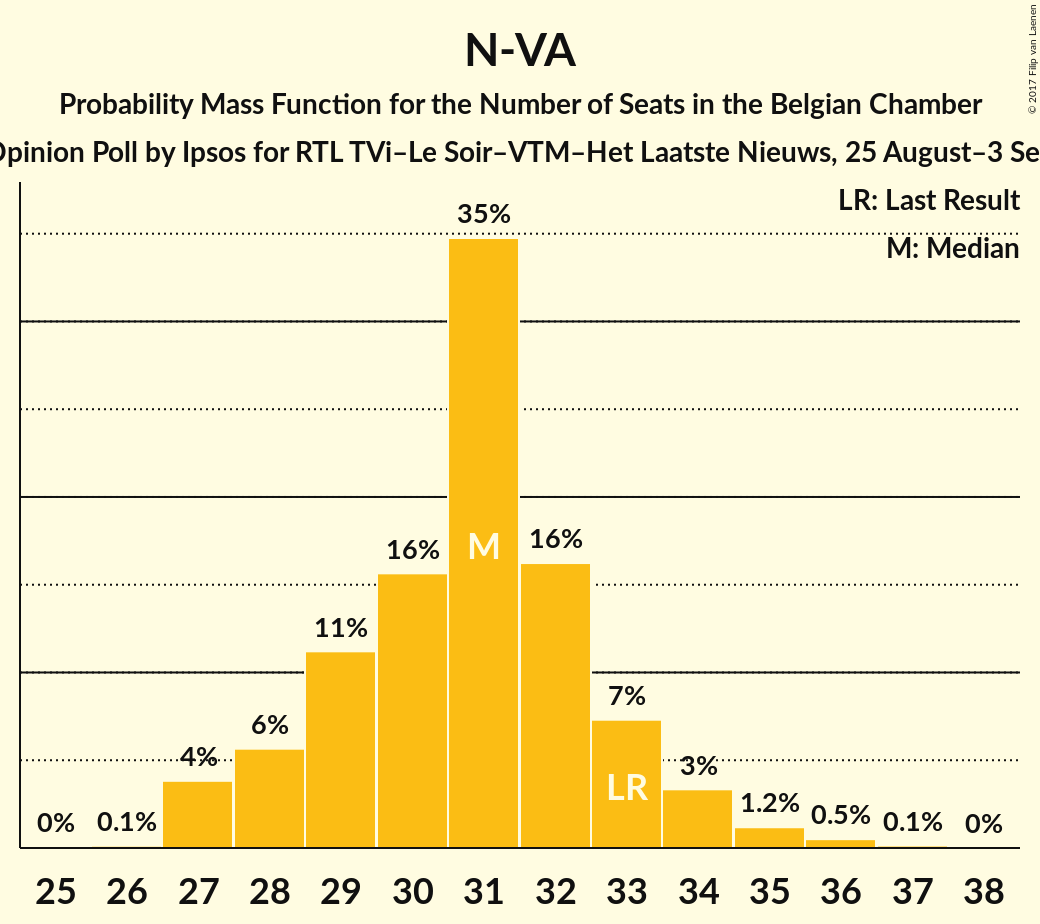 N-VA
Probability Mass Function for the Number of Seats in the Belgian Chamber
Opinion Poll by Ipsos for RTL TVi–Le Soir–VTM–Het Laatste Nieuws, 25 August–3 Se
© 2017 Filip van Laenen
LR: Last Result
M: Median
35%
16%
M
16%
11%
7%
6%
4%
3%
LR
1.2%
0.5%
0%
0.1%
0.1%
0%
25 26 27 28 29 30 31 32 33 34 35 36 37 38